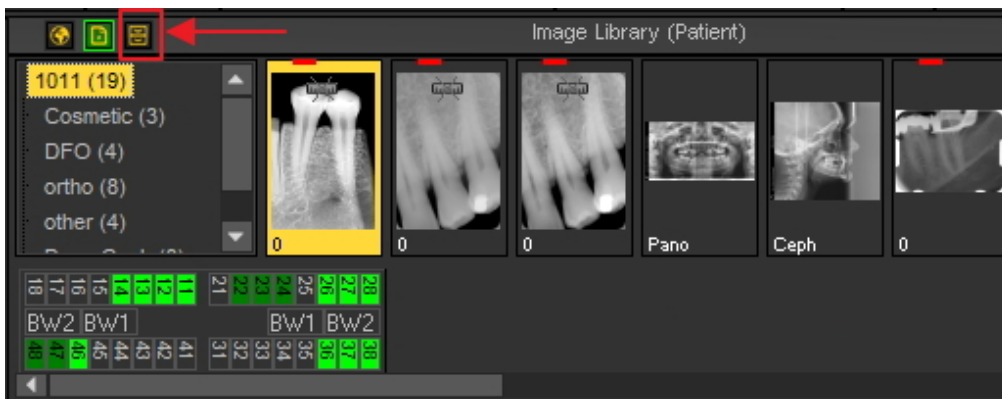 Image Library (Patient)
1011 (19)
Cosmetic (3)
DFO (4)
ortho (8)
other (4)
0
0
0
Pano
Ceph
0
18 17 16 15 14 13 12 11 21 22 23 24 25 26 27 28
BW2 BW1 BW1 BW2
48 47 46 45 44 43 42 41 31 32 33 34 35 36 37 38